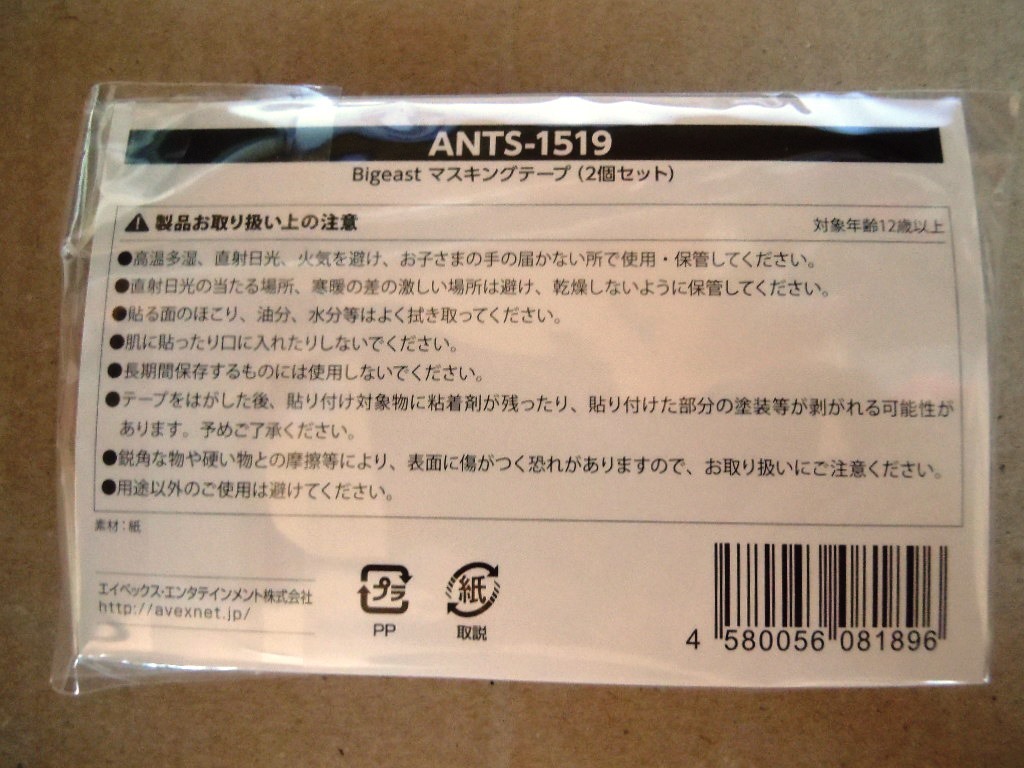 ANTS-1519
Bigeast マスキングテープ（2個セット）
製品お取り扱い上の注意
対象年齢12歳以上
●高温多湿、直射日光、火気を避け、お子さまの手の届かない所で使用・保管してください。
●直射日光の当たる場所、寒暖の差の激しい場所は避け、乾燥しないように保管してください。
●貼る面のほこり、油分、水分等はよく拭き取ってください。
●肌に貼ったり口に入れたりしないでください。
●長期間保存するものには使用しないでください。
●テープをはがした後、貼り付け対象物に粘着剤が残ったり、貼り付けた部分の塗装等が剥がれる可能性が
あります。予めご了承ください。
●鋭角な物や硬い物との摩擦等により、表面に傷がつく恐れがありますので、お取り扱いにご注意ください。
●用途以外のご使用は避けてください。
素材：紙
エイベックス・エンタテインメント株式会社
http://avexnet.jp/
プラ
PP
紙
取説
4 580056 081896